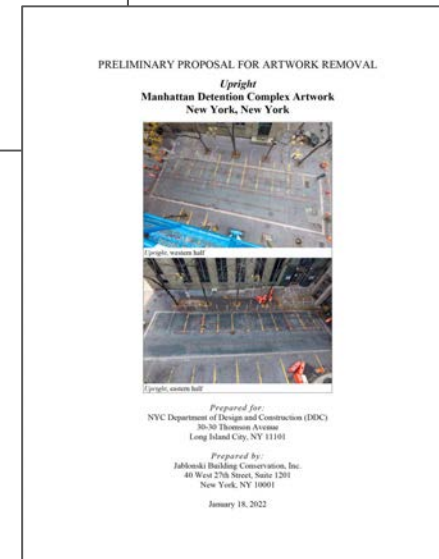 PRELIMINARY PROPOSAL FOR ARTWORK REMOVAL
Upright
Manhattan Detention Complex Artwork
New York, New York
Upright, western half
Upright, eastern half
Prepared for:
NYC Department of Design and Construction (DDC)
30-30 Thomson Avenue
Long Island City, NY 11101
Prepared by:
Jablonski Building Conservation, Inc.
40 West 27th Street, Suite 1201
New York, NY 10001
January 18, 2022